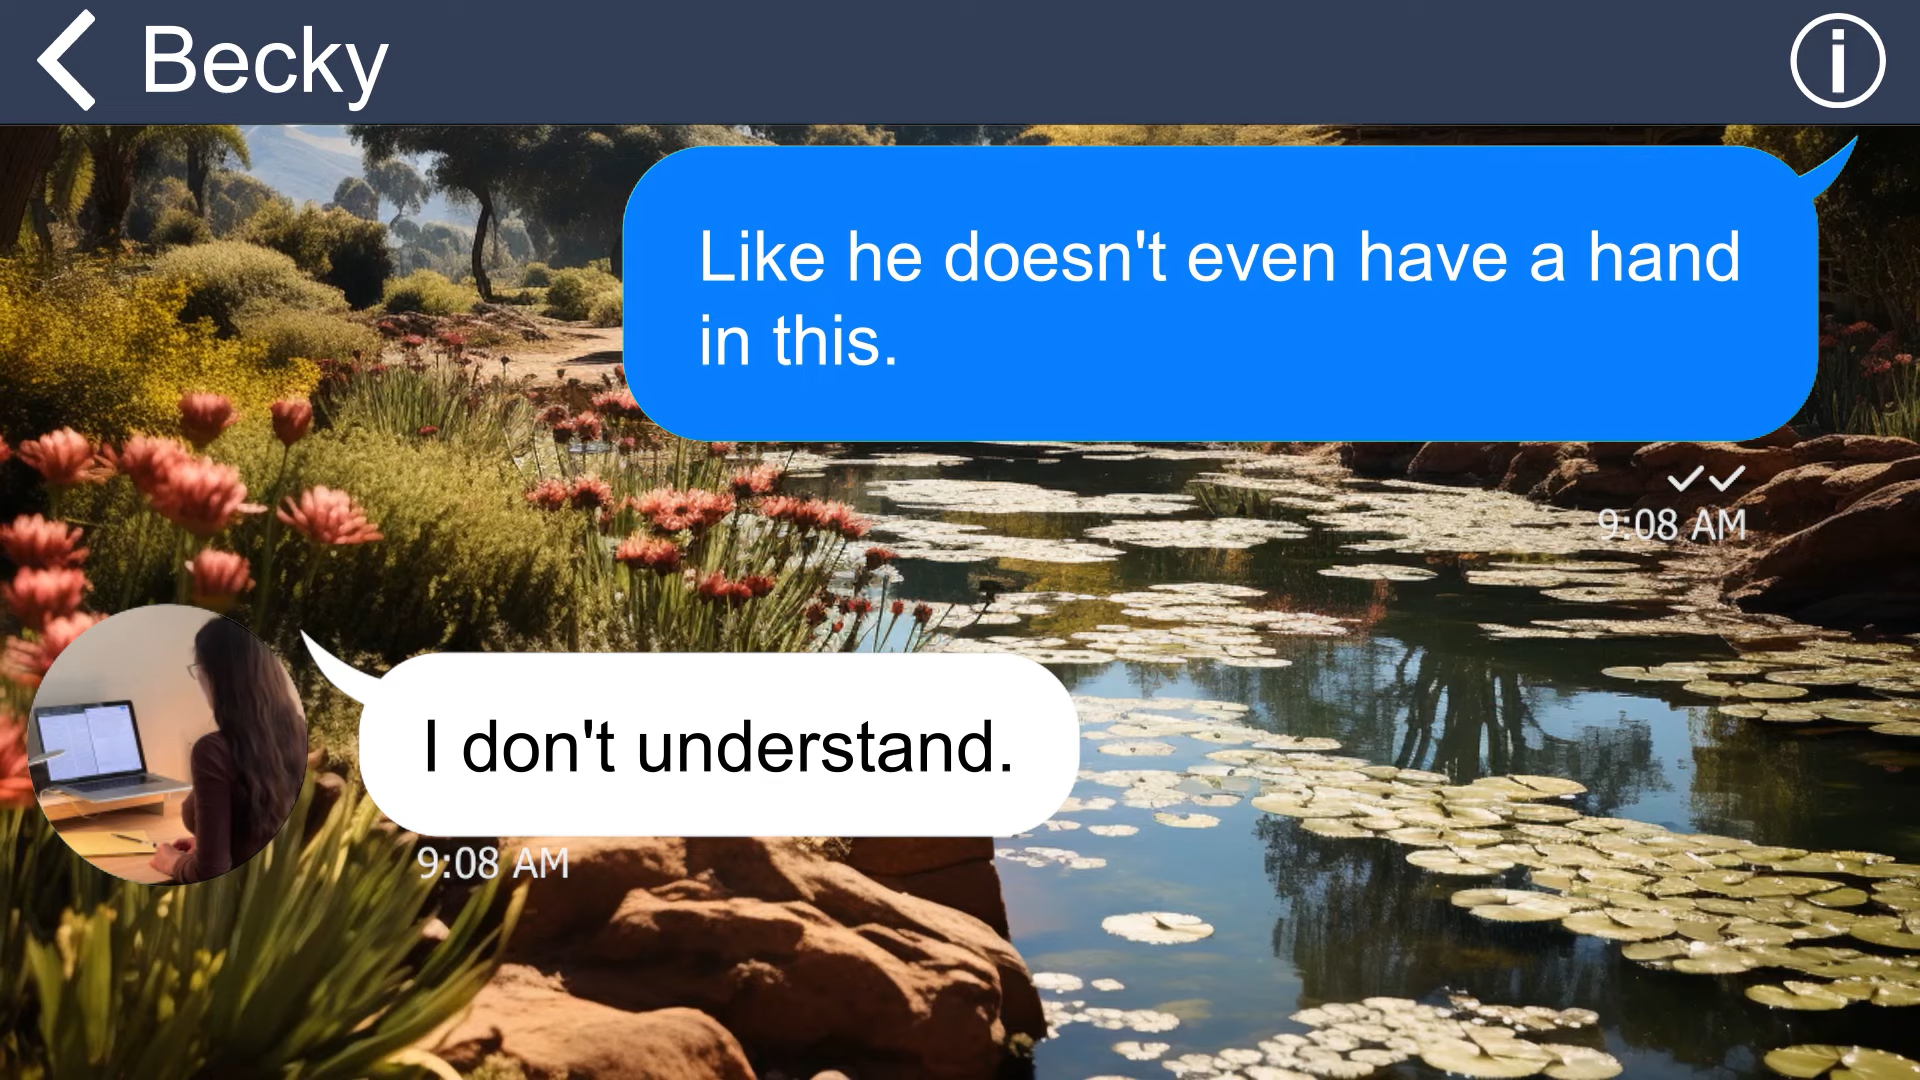 Becky
Like he doesn't even have a hand
in this.
9:08 AM
I don't understand.
9:08 AM